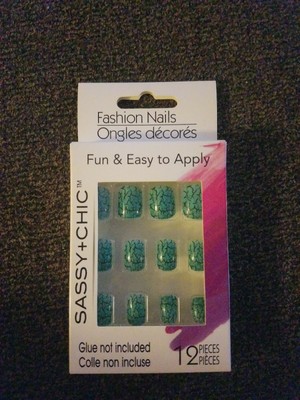 Fashion Nails
Ongles décorés
Fun & Easy to Apply
SASSY+CHIC™
Glue not included
Colle non incluse
12 PIECES
PIÈCES